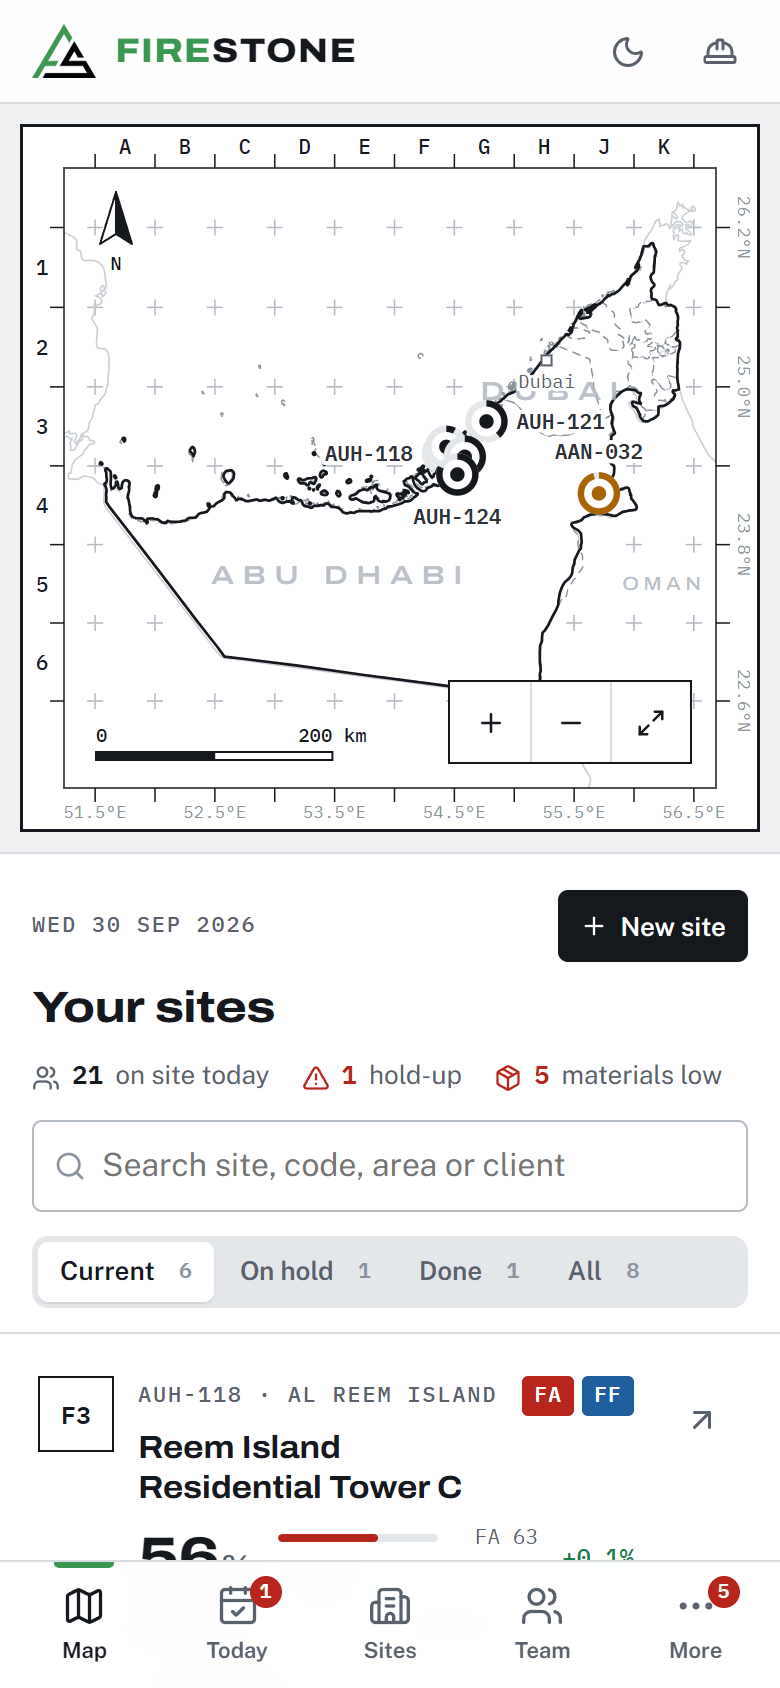 FIRESTONE
A B C D E F G H J K
26.2°N
N
1
2
25.0°N
Dubai
DUBAI
3
AUH-121
AUH-118
AAN-032
4
AUH-124
23.8°N
ABU DHABI
5
OMAN
6
22.6°N
0 200 km
51.5°E 52.5°E 53.5°E 54.5°E 55.5°E 56.5°E
WED 30 SEP 2026
New site
Your sites
21 on site today 1 hold-up 5 materials low
Search site, code, area or client
Current 6 On hold 1 Done 1 All 8
F3
AUH-118 · AL REEM ISLAND FA FF
Reem Island
Residential Tower C
56%
FA 63
+0.1%
1 5
Map Today Sites Team More